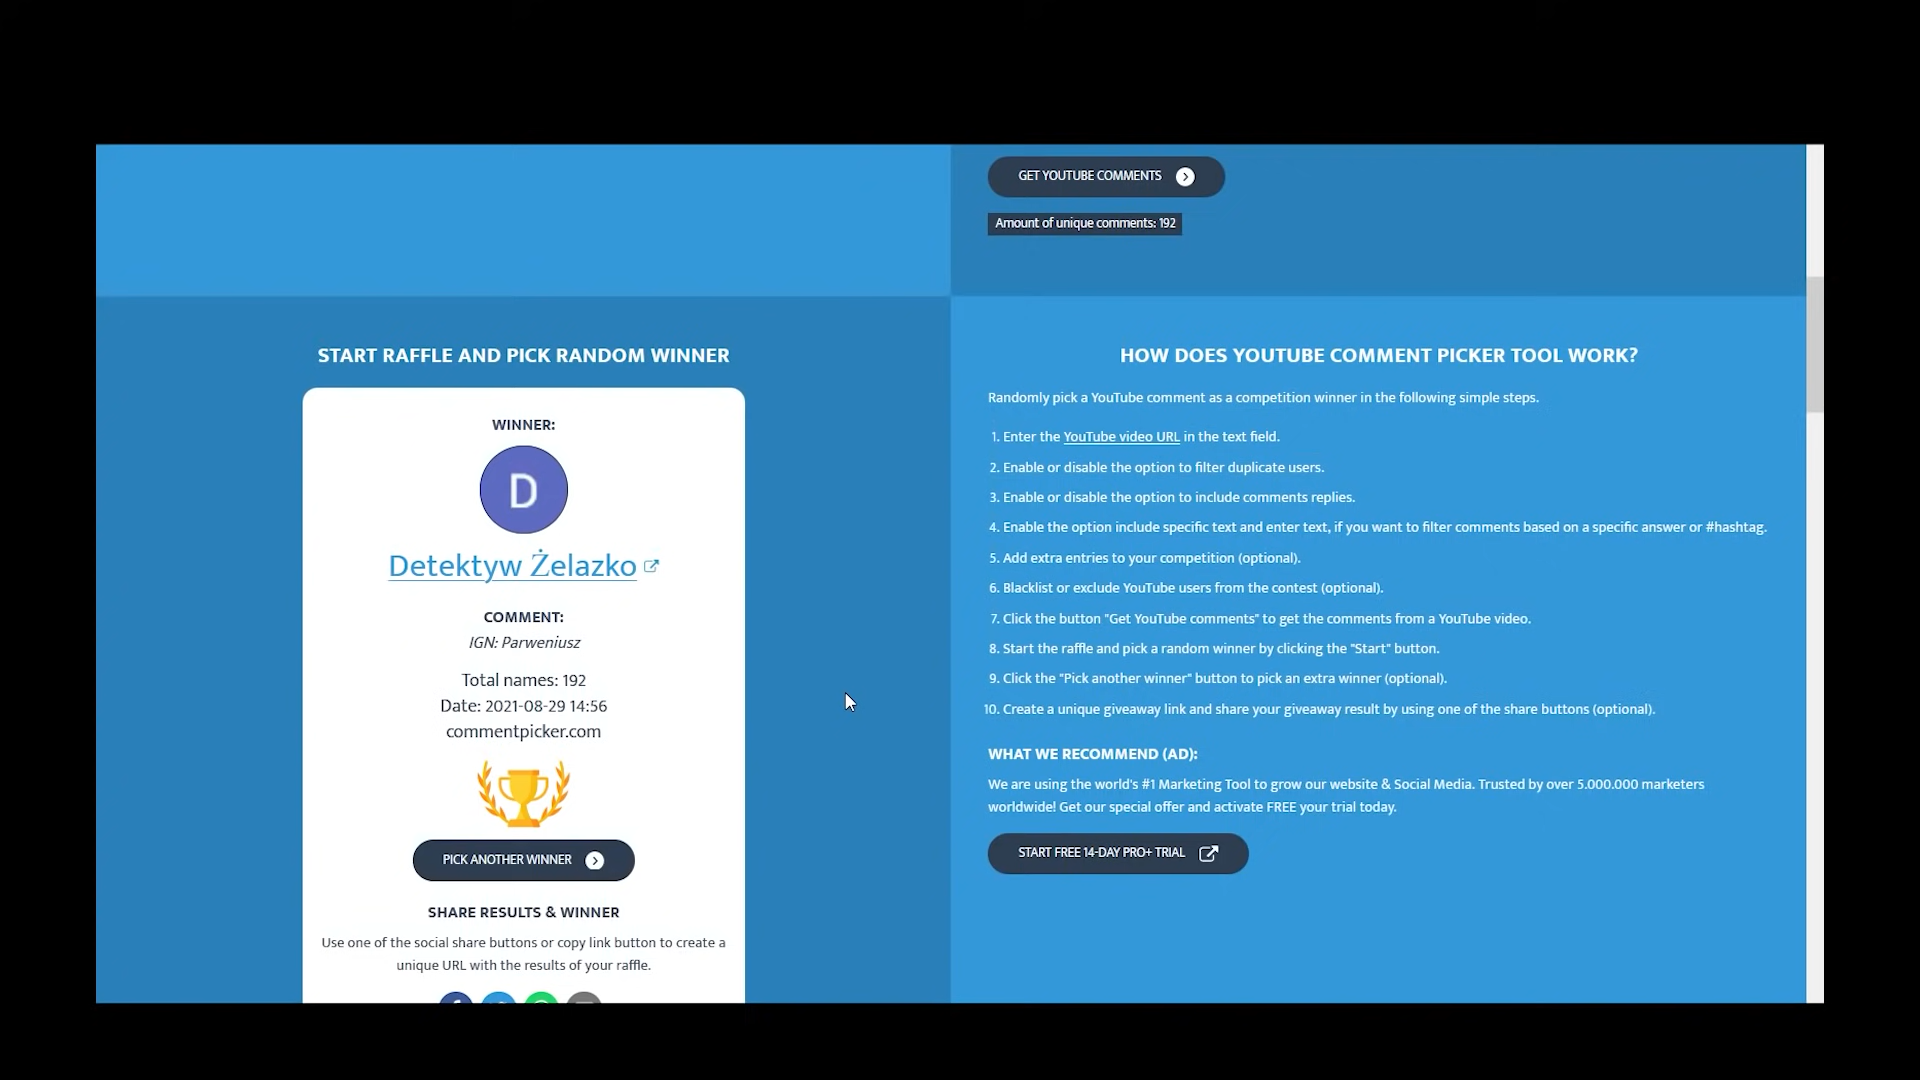 GET YOUTUBE COMMENTS
Amount of unique comments: 192
START RAFFLE AND PICK RANDOM WINNER
WINNER:
D
Detektyw Żelazko
COMMENT:
IGN: Parweniusz
Total names: 192
Date: 2021-08-29 14:56
commentpicker.com
PICK ANOTHER WINNER
SHARE RESULTS & WINNER
Use one of the social share buttons or copy link button to create a
unique URL with the results of your raffle.
HOW DOES YOUTUBE COMMENT PICKER TOOL WORK?
Randomly pick a YouTube comment as a competition winner in the following simple steps.
1. Enter the YouTube video URL in the text field.
2. Enable or disable the option to filter duplicate users.
3. Enable or disable the option to include comments replies.
4. Enable the option include specific text and enter text, if you want to filter comments based on a specific answer or #hashtag.
5. Add extra entries to your competition (optional).
6. Blacklist or exclude YouTube users from the contest (optional).
7. Click the button "Get YouTube comments" to get the comments from a YouTube video.
8. Start the raffle and pick a random winner by clicking the "Start" button.
9. Click the "Pick another winner" button to pick an extra winner (optional).
10. Create a unique giveaway link and share your giveaway result by using one of the share buttons (optional).
WHAT WE RECOMMEND (AD):
We are using the world's #1 Marketing Tool to grow our website & Social Media. Trusted by over 5.000.000 marketers
worldwide! Get our special offer and activate FREE your trial today.
START FREE 14-DAY PRO+ TRIAL